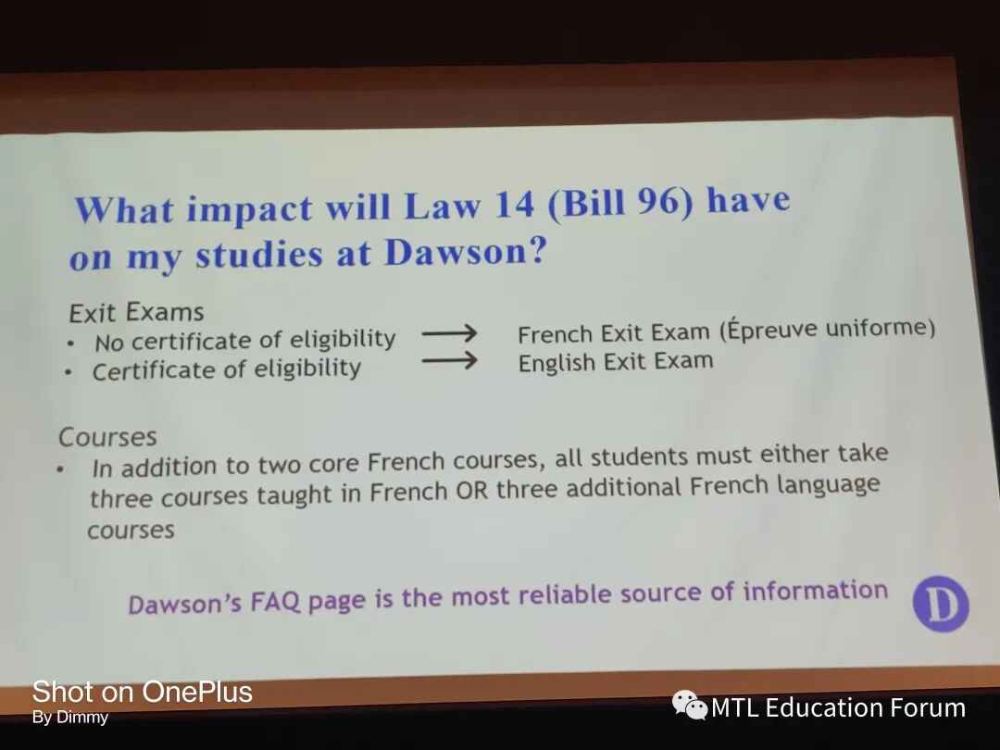 What impact will Law 14 (Bill 96) have
on my studies at Dawson?
Exit Exams
• No certificate of eligibility → French Exit Exam (Épreuve uniforme)
• Certificate of eligibility → English Exit Exam
Courses
• In addition to two core French courses, all students must either take
three courses taught in French OR three additional French language
courses
Dawson's FAQ page is the most reliable source of information
D
Shot on OnePlus
By Dimmy
MTL Education Forum